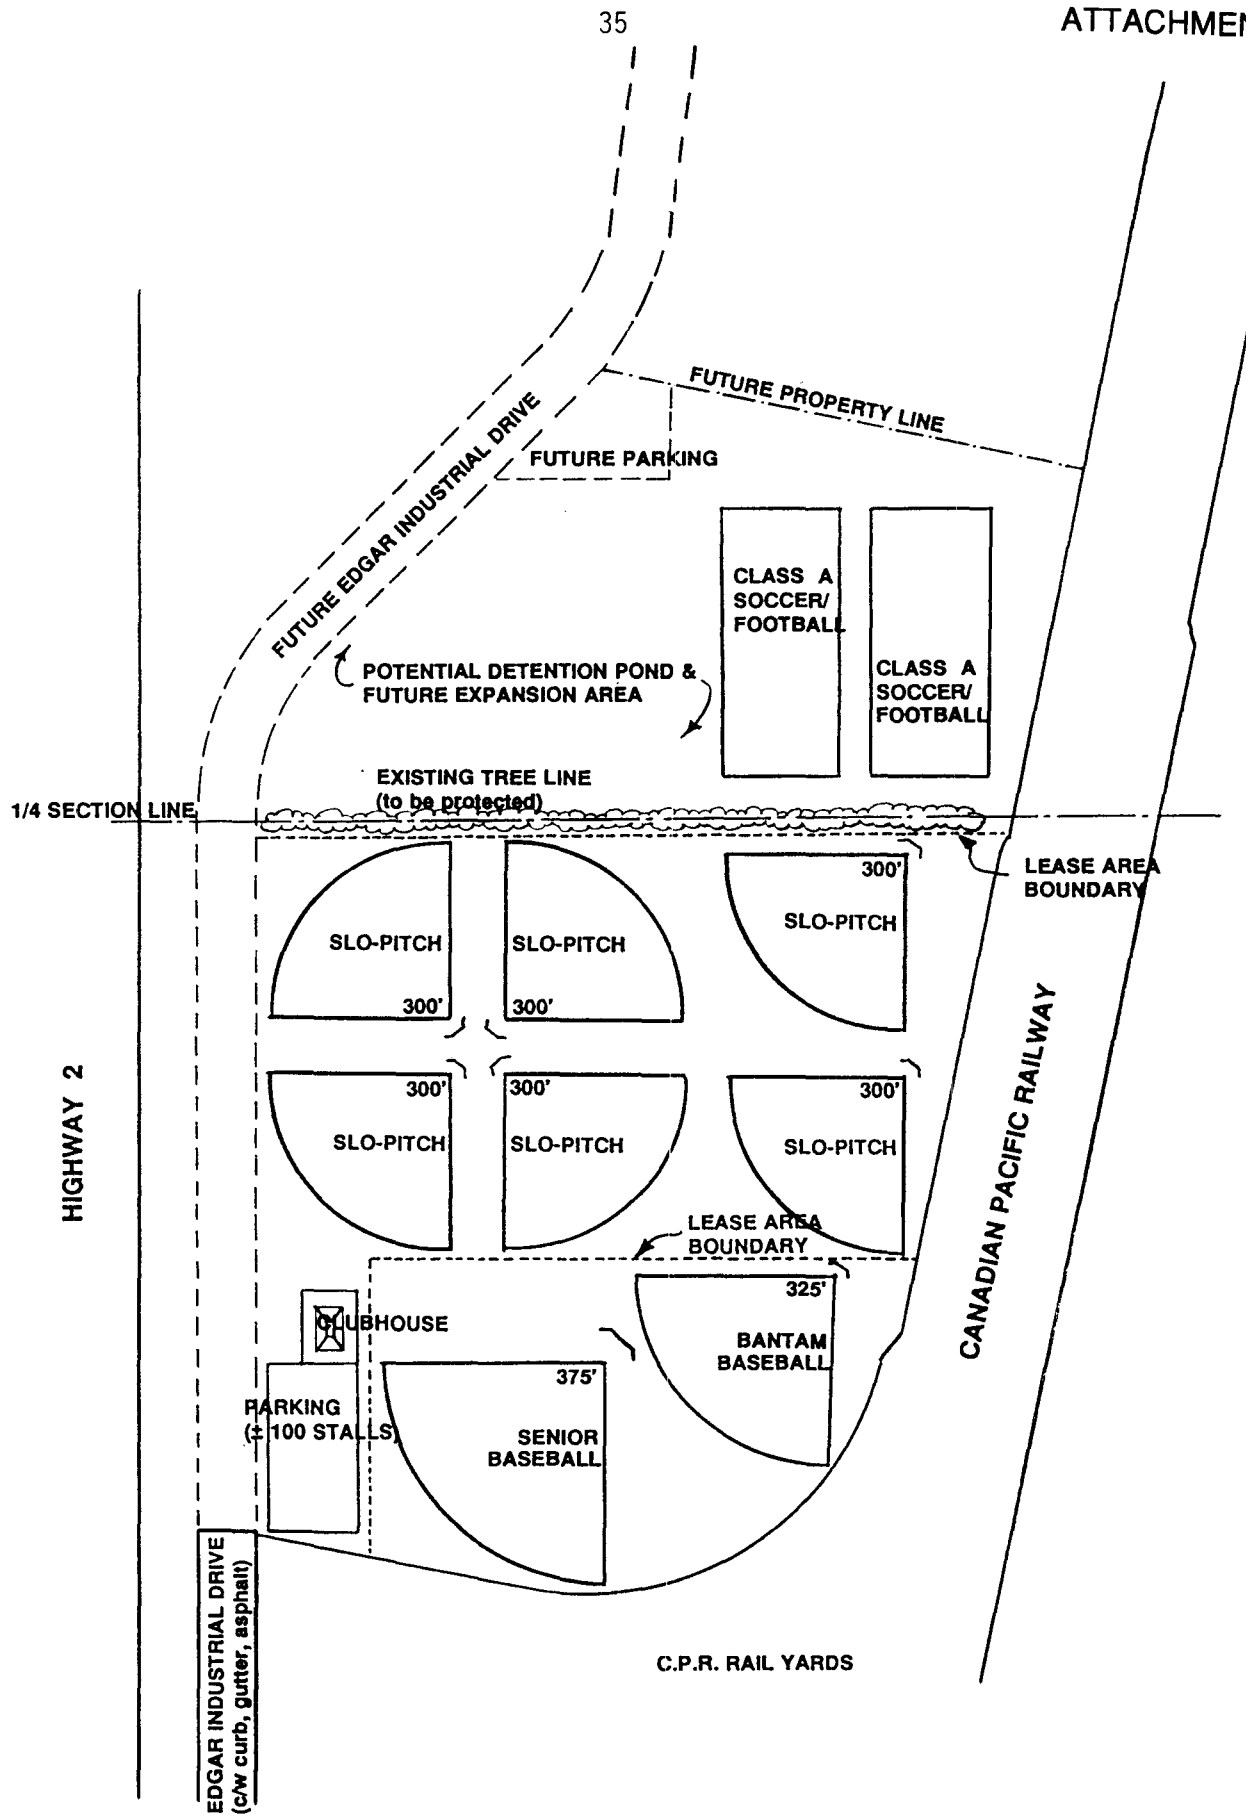 35
ATTACHMEN
FUTURE PROPERTY LINE
FUTURE EDGAR INDUSTRIAL DRIVE
FUTURE PARKING
CLASS A
SOCCER/
FOOTBALL
CLASS A
SOCCER/
FOOTBALL
POTENTIAL DETENTION POND &
FUTURE EXPANSION AREA
EXISTING TREE LINE
(to be protected)
1/4 SECTION LINE
LEASE AREA
BOUNDARY
300'
SLO-PITCH
SLO-PITCH
SLO-PITCH
300'
300'
HIGHWAY 2
300'
300'
300'
SLO-PITCH
SLO-PITCH
SLO-PITCH
CANADIAN PACIFIC RAILWAY
LEASE AREA
BOUNDARY
325'
CLUBHOUSE
BANTAM
BASEBALL
375'
PARKING
(± 100 STALLS)
SENIOR
BASEBALL
EDGAR INDUSTRIAL DRIVE
(c/w curb, gutter, asphalt)
C.P.R. RAIL YARDS